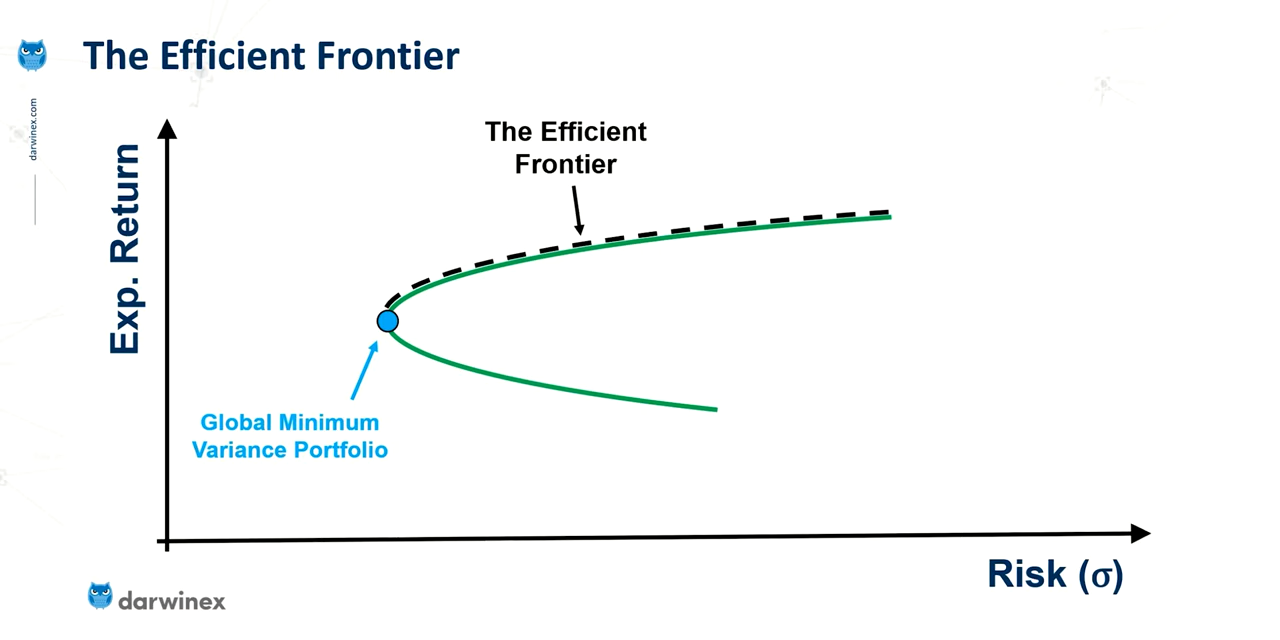 The Efficient Frontier
darwinex.com
The Efficient
Frontier
Exp. Return
Global Minimum
Variance Portfolio
Risk (σ)
darwinex